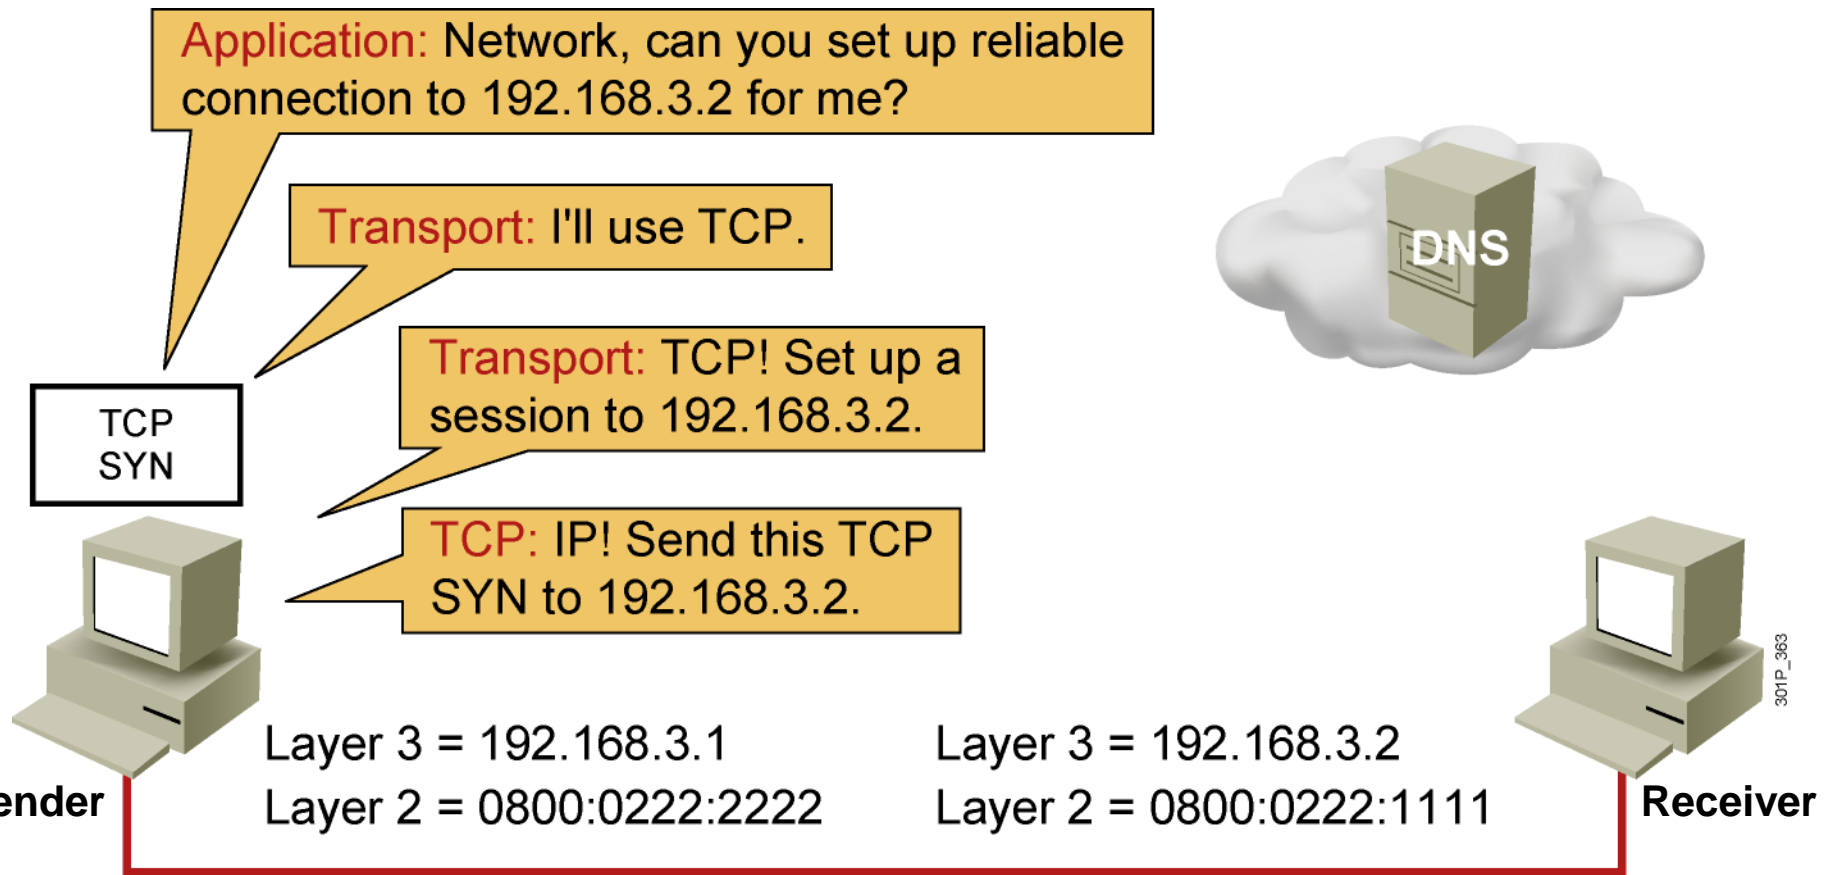 Application: Network, can you set up reliable
connection to 192.168.3.2 for me?
Transport: I'll use TCP.
DNS
Transport: TCP! Set up a
session to 192.168.3.2.
TCP
SYN
TCP: IP! Send this TCP
SYN to 192.168.3.2.
301P_363
Layer 3 = 192.168.3.1
Layer 2 = 0800:0222:2222
Layer 3 = 192.168.3.2
Layer 2 = 0800:0222:1111
ender
Receiver